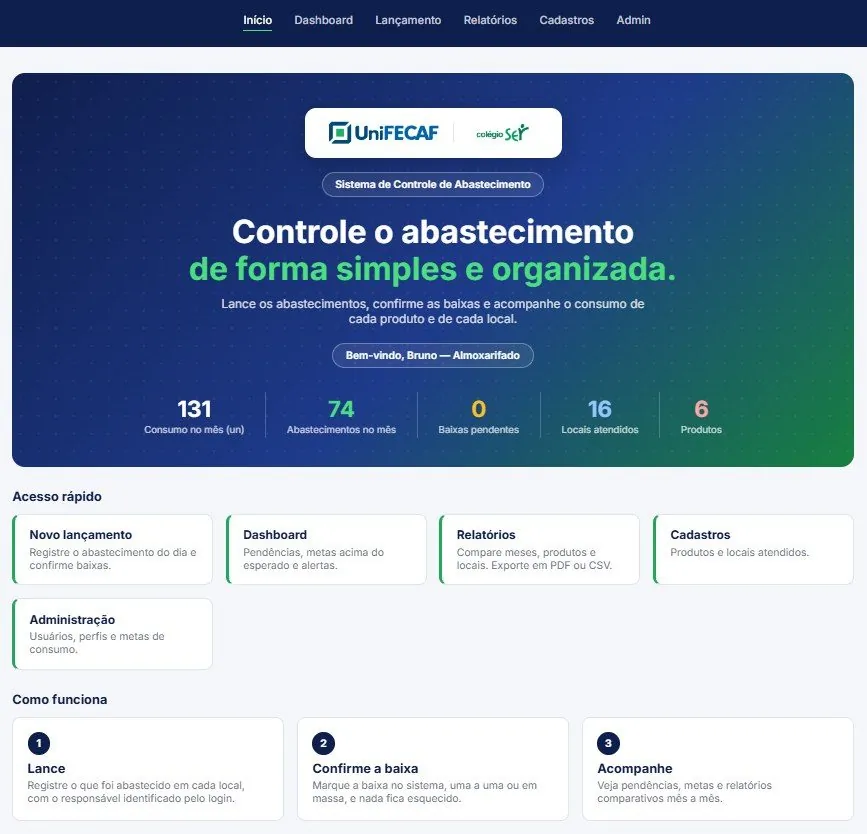 Início Dashboard Lançamento Relatórios Cadastros Admin
UniFECAF colégio SER
Sistema de Controle de Abastecimento
Controle o abastecimento
de forma simples e organizada.
Lance os abastecimentos, confirme as baixas e acompanhe o consumo de
cada produto e de cada local.
Bem-vindo, Bruno — Almoxarifado
131 74 0 16 6
Consumo no mês (un) Abastecimentos no mês Baixas pendentes Locais atendidos Produtos
Acesso rápido
Novo lançamento
Registre o abastecimento do dia e
confirme baixas.
Dashboard
Pendências, metas acima do
esperado e alertas.
Relatórios
Compare meses, produtos e
locais. Exporte em PDF ou CSV.
Cadastros
Produtos e locais atendidos.
Administração
Usuários, perfis e metas de
consumo.
Como funciona
1
Lance
Registre o que foi abastecido em cada local,
com o responsável identificado pelo login.
2
Confirme a baixa
Marque a baixa no sistema, uma a uma ou em
massa, e nada fica esquecido.
3
Acompanhe
Veja pendências, metas e relatórios
comparativos mês a mês.